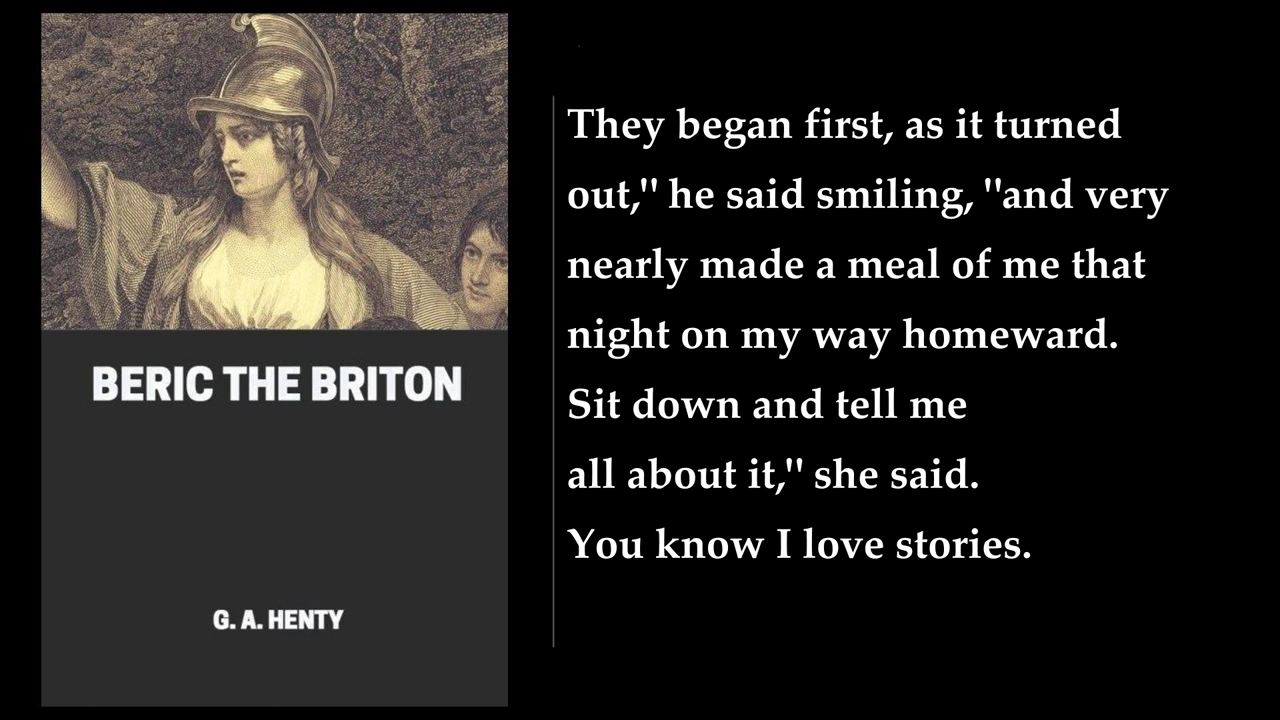 BERIC THE BRITON
G. A. HENTY
They began first, as it turned
out," he said smiling, "and very
nearly made a meal of me that
night on my way homeward.
Sit down and tell me
all about it," she said.
You know I love stories.